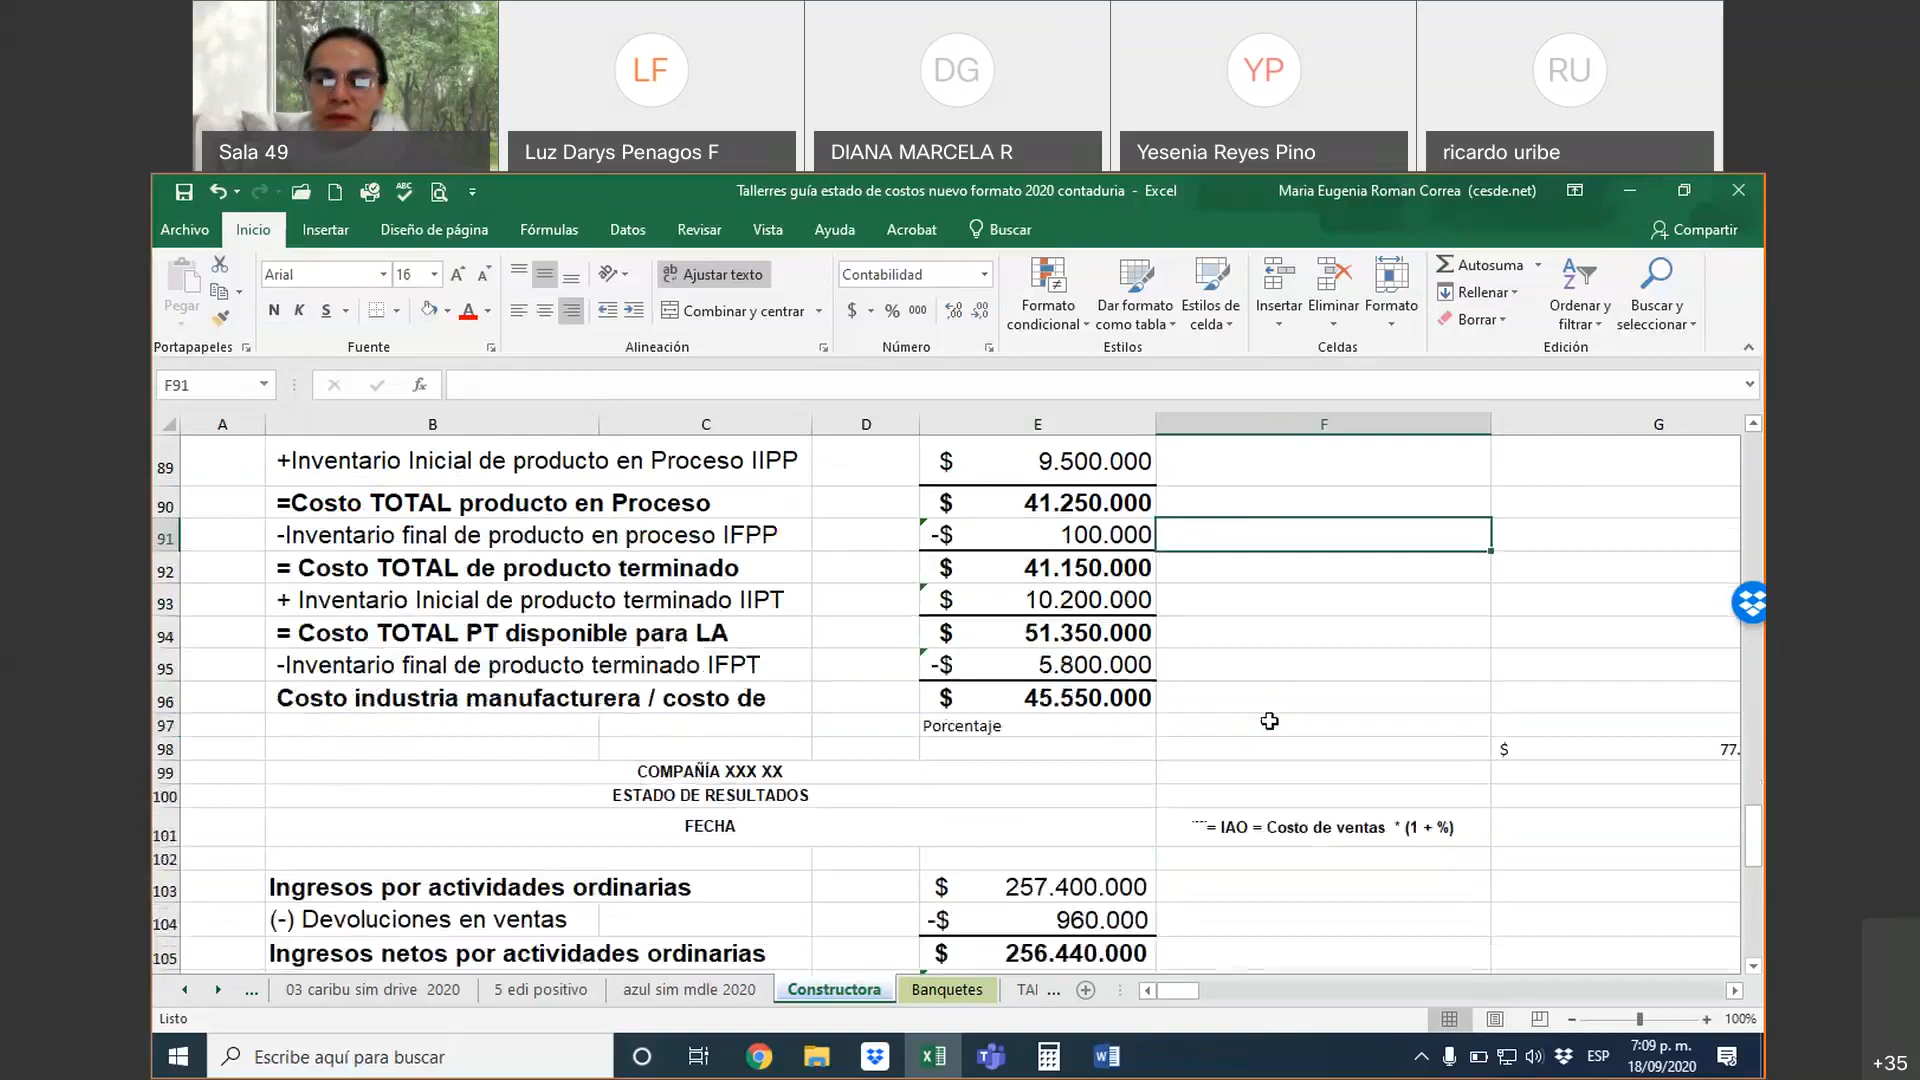 LF
DG
YP
RU
Sala 49
Luz Darys Penagos F
DIANA MARCELA R
Yesenia Reyes Pino
ricardo uribe
Talleres guía estado de costos nuevo formato 2020 contaduria - Excel
Maria Eugenia Roman Correa (cesde.net)
Archivo Inicio Insertar Diseño de página Fórmulas Datos Revisar Vista Ayuda Acrobat Buscar Compartir
Pegar
Arial 16
N K S
Ajustar texto
Combinar y centrar
Contabilidad
$ % 000
Formato condicional
Dar formato como tabla
Estilos de celda
Insertar Eliminar Formato
Autosuma
Rellenar
Borrar
Ordenar y filtrar
Buscar y seleccionar
Portapapeles Fuente Alineación Número Estilos Celdas Edición
F91 fx
A B C D E F G
89 +Inventario Inicial de producto en Proceso IIPP $ 9.500.000
90 =Costo TOTAL producto en Proceso $ 41.250.000
91 -Inventario final de producto en proceso IFPP -$ 100.000
92 = Costo TOTAL de producto terminado $ 41.150.000
93 + Inventario Inicial de producto terminado IIPT $ 10.200.000
94 = Costo TOTAL PT disponible para LA $ 51.350.000
95 -Inventario final de producto terminado IFPT -$ 5.800.000
96 Costo industria manufacturera / costo de $ 45.550.000
97 Porcentaje
98 $ 77.
99 COMPAÑÍA XXX XX
100 ESTADO DE RESULTADOS
101 FECHA = IAO = Costo de ventas * (1 + %)
102
103 Ingresos por actividades ordinarias $ 257.400.000
104 (-) Devoluciones en ventas -$ 960.000
105 Ingresos netos por actividades ordinarias $ 256.440.000
... 03 caribu sim drive 2020 5 edi positivo azul sim mdle 2020 Constructora Banquetes TAI ...
Listo 100%
Escribe aquí para buscar
ESP
7:09 p. m.
18/09/2020
+35